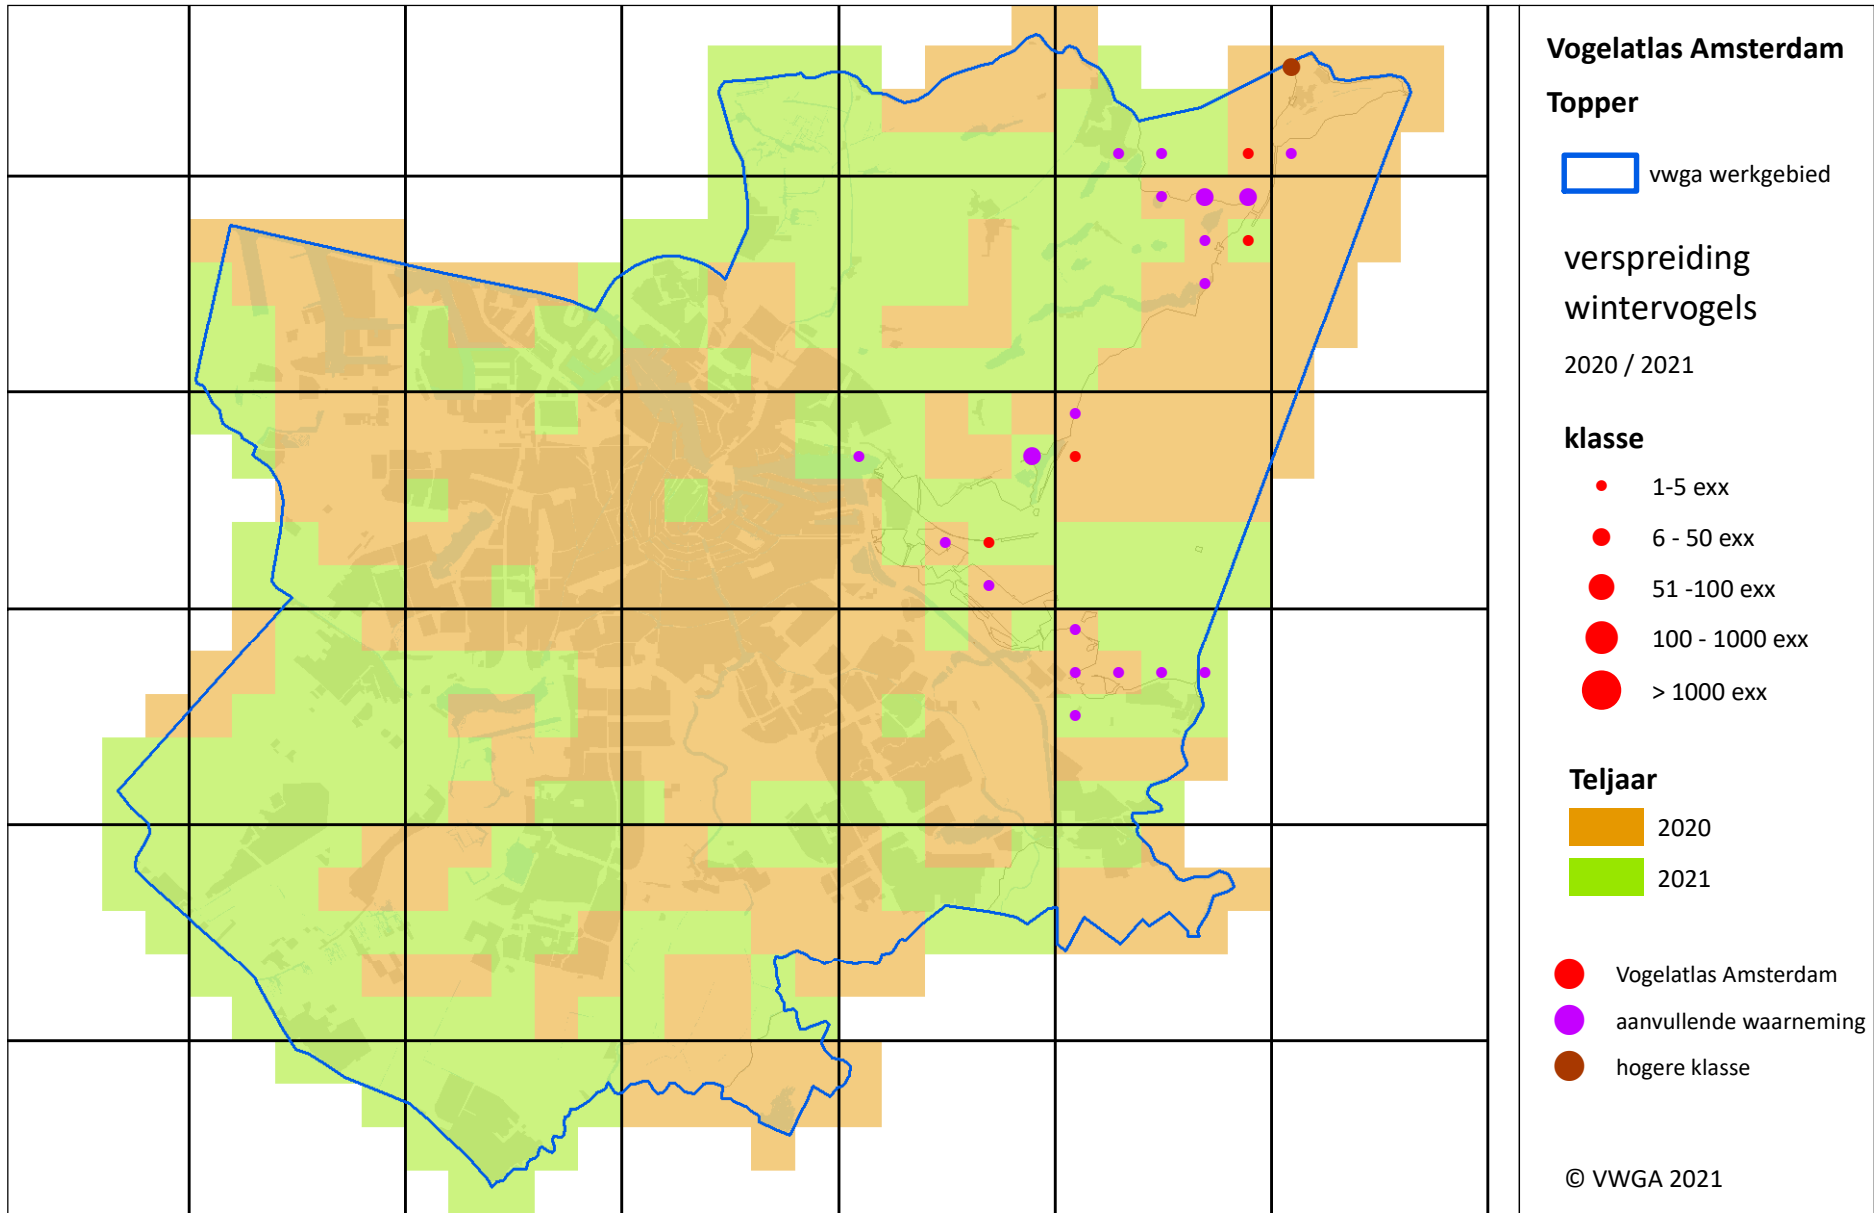 Vogelatlas Amsterdam
Topper
vwga werkgebied
verspreiding
wintervogels
2020 / 2021
klasse
1-5 exx
6 - 50 exx
51 -100 exx
100 - 1000 exx
> 1000 exx
Teljaar
2020
2021
Vogelatlas Amsterdam
aanvullende waarneming
hogere klasse
© VWGA 2021